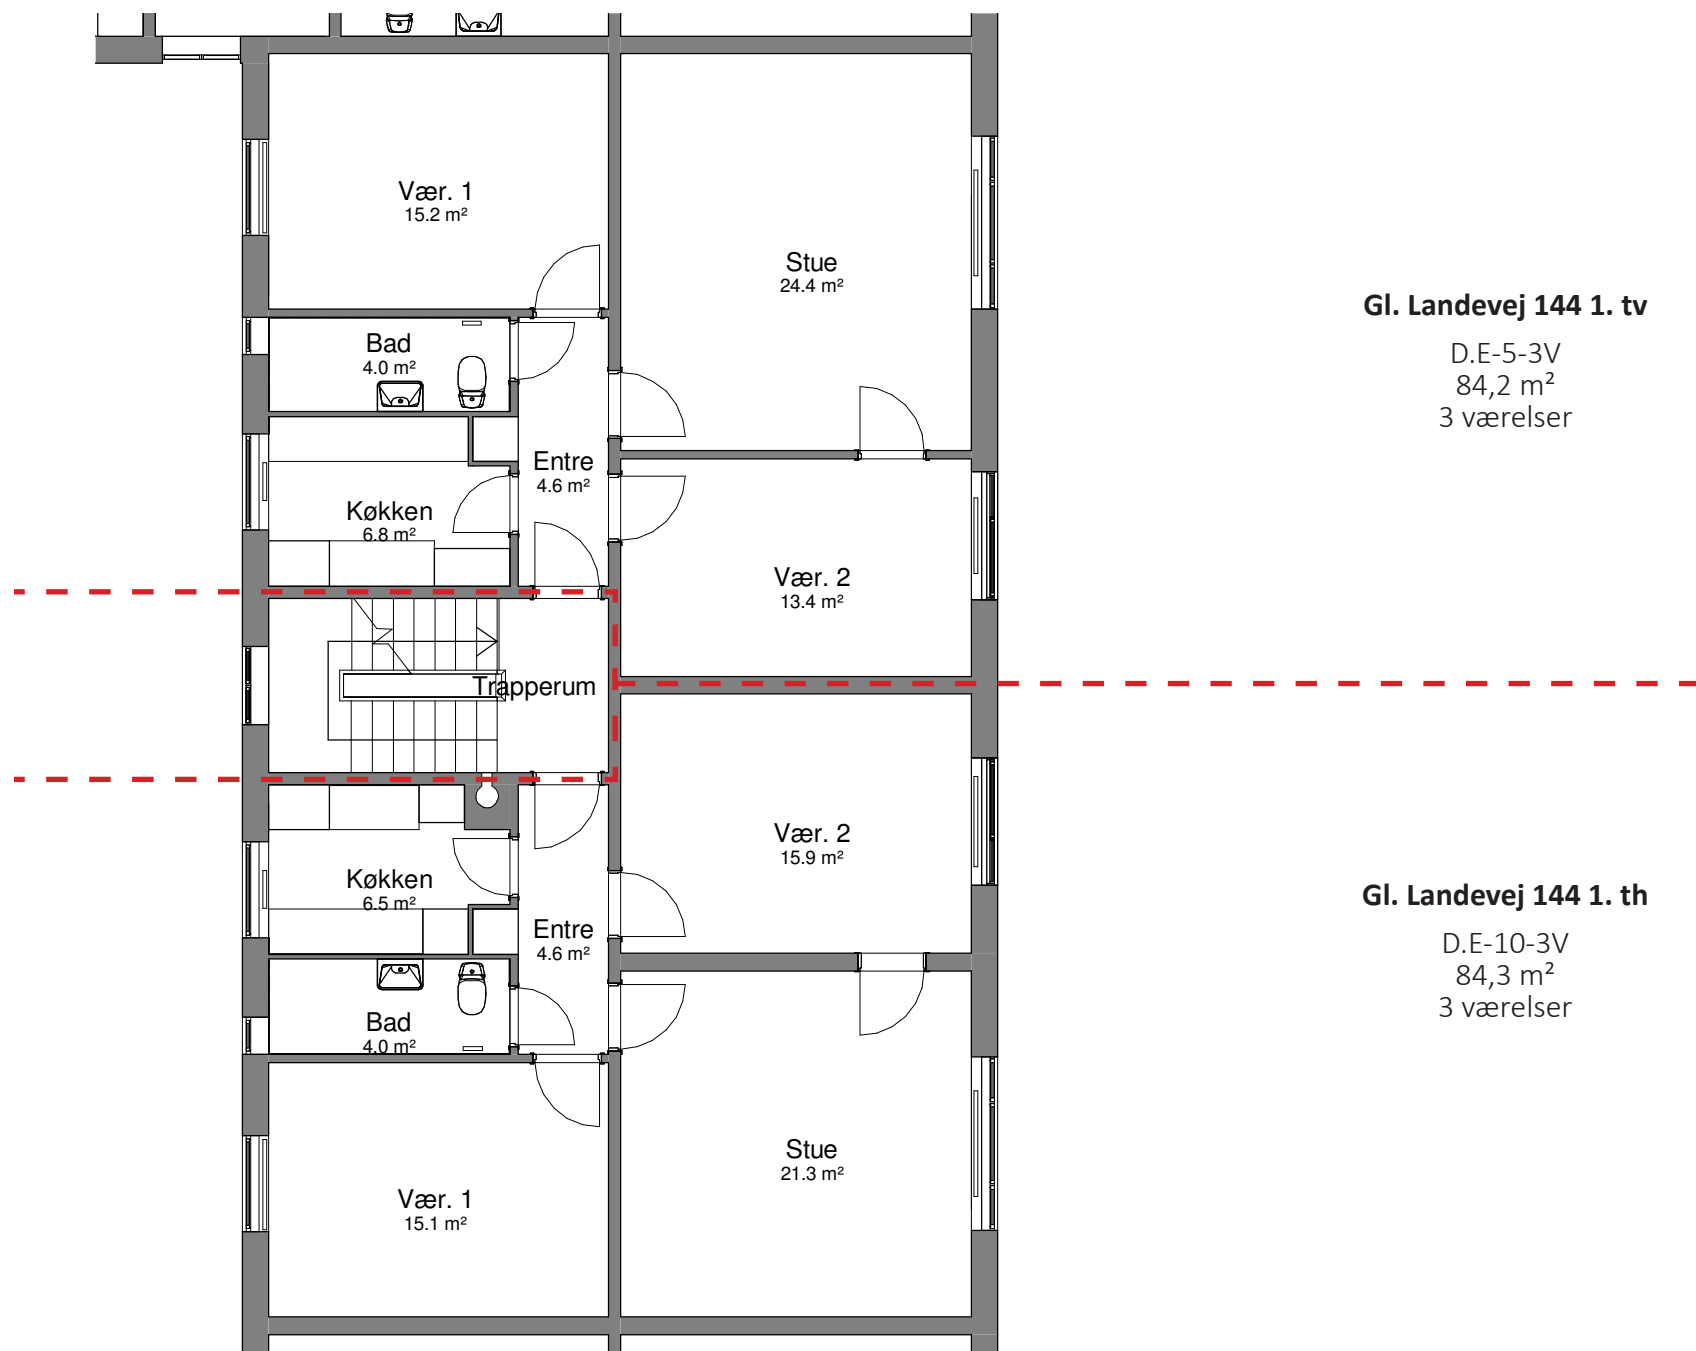 Vær. 1
15.2 m²
Stue
24.4 m²
Bad
4.0 m²
Entre
4.6 m²
Køkken
6.8 m²
Vær. 2
13.4 m²
Trapperum
Gl. Landevej 144 1. tv
D.E-5-3V
84,2 m²
3 værelser
Vær. 2
15.9 m²
Køkken
6.5 m²
Entre
4.6 m²
Bad
4.0 m²
Stue
21.3 m²
Vær. 1
15.1 m²
Gl. Landevej 144 1. th
D.E-10-3V
84,3 m²
3 værelser